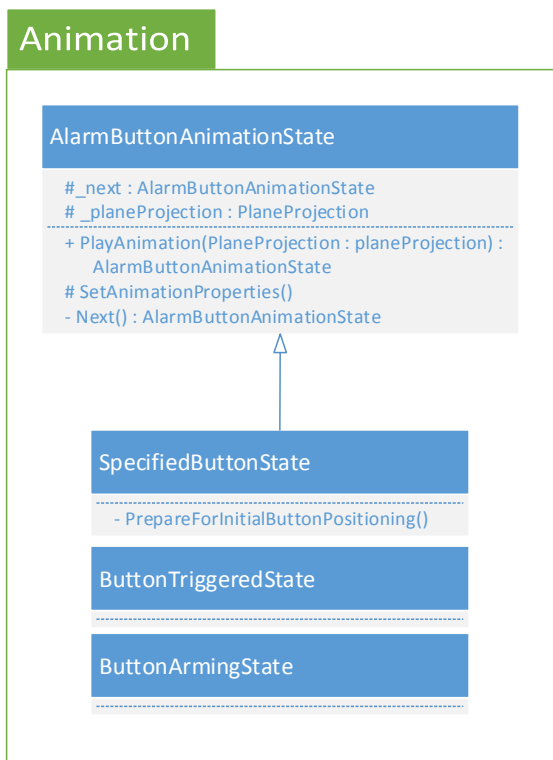 Animation
AlarmButtonAnimationState
#_next : AlarmButtonAnimationState
# _planeProjection : PlaneProjection
+ PlayAnimation(PlaneProjection : planeProjection) :
AlarmButtonAnimationState
# SetAnimationProperties()
- Next() : AlarmButtonAnimationState
SpecifiedButtonState
- PrepareForInitialButtonPositioning()
ButtonTriggeredState
ButtonArmingState